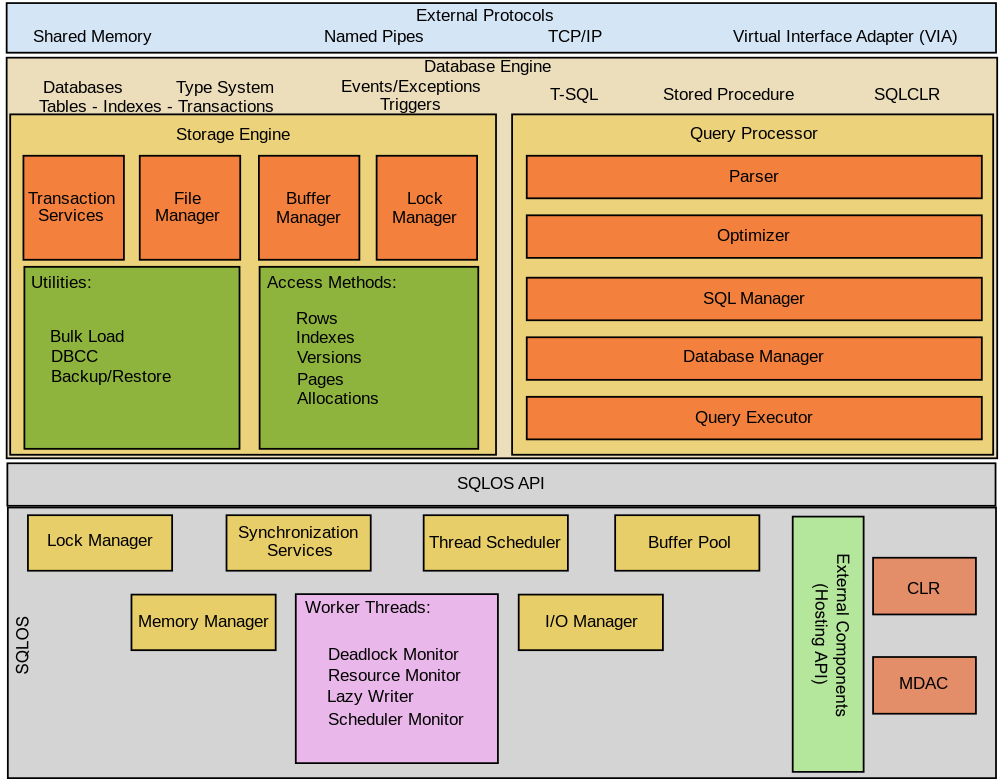 External Protocols
Shared Memory
Named Pipes
TCP/IP
Virtual Interface Adapter (VIA)
Database Engine
Databases
Type System
Tables - Indexes - Transactions
Events/Exceptions
Triggers
T-SQL
Stored Procedure
SQLCLR
Storage Engine
Transaction
Services
File
Manager
Buffer
Manager
Lock
Manager
Utilities:
Bulk Load
DBCC
Backup/Restore
Access Methods:
Rows
Indexes
Versions
Pages
Allocations
Query Processor
Parser
Optimizer
SQL Manager
Database Manager
Query Executor
SQLOS API
SQLOS
Lock Manager
Synchronization
Services
Thread Scheduler
Buffer Pool
Memory Manager
Worker Threads:
Deadlock Monitor
Resource Monitor
Lazy Writer
Scheduler Monitor
I/O Manager
External Components
(Hosting API)
CLR
MDAC